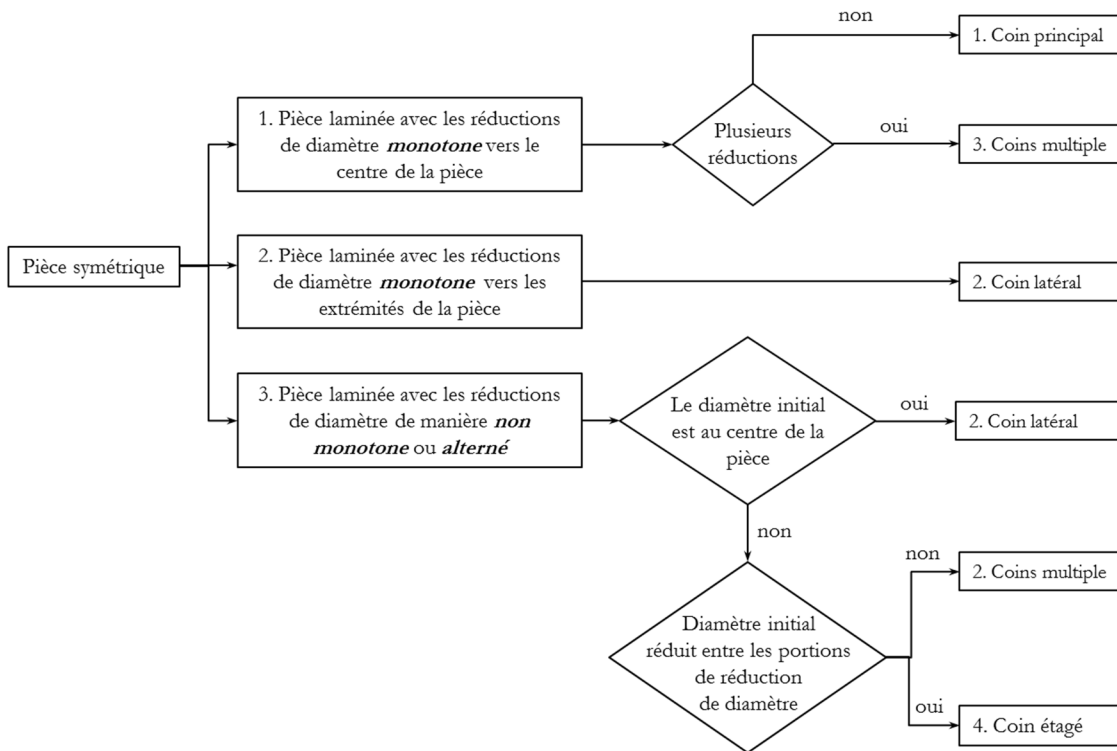 non
1. Coin principal
1. Pièce laminée avec les réductions
de diamètre monotone vers le
centre de la pièce
Plusieurs
réductions
oui
3. Coins multiple
Pièce symétrique
2. Pièce laminée avec les réductions
de diamètre monotone vers les
extrémités de la pièce
2. Coin latéral
3. Pièce laminée avec les réductions
de diamètre de manière non
monotone ou alterné
Le diamètre initial
est au centre de la
pièce
oui
2. Coin latéral
non
Diamètre initial
réduit entre les portions
de réduction
de diamètre
non
2. Coins multiple
oui
4. Coin étagé